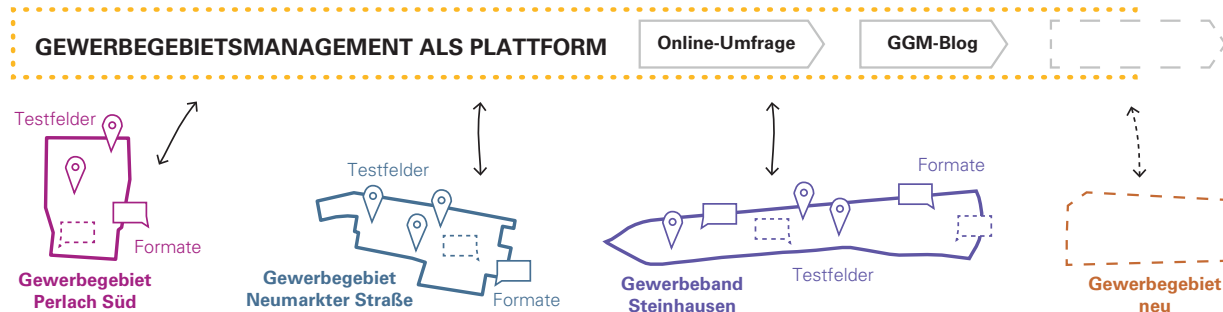 GEWERBEGEBIETSMANAGEMENT ALS PLATTFORM
Online-Umfrage
GGM-Blog
Testfelder
Formate
Gewerbegebiet
Perlach Süd
Testfelder
Gewerbegebiet
Neumarkter Straße
Formate
Formate
Testfelder
Gewerbeband
Steinhausen
Gewerbegebiet
neu